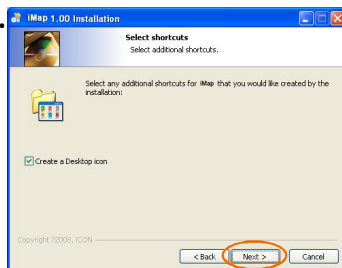 iMap 1.00 Installation
Select shortcuts
Select additional shortcuts.
Select any additional shortcuts for iMap that you would like created by the
installation:
Create a Desktop icon
Copyright ?2008, ICON
< Back Next > Cancel